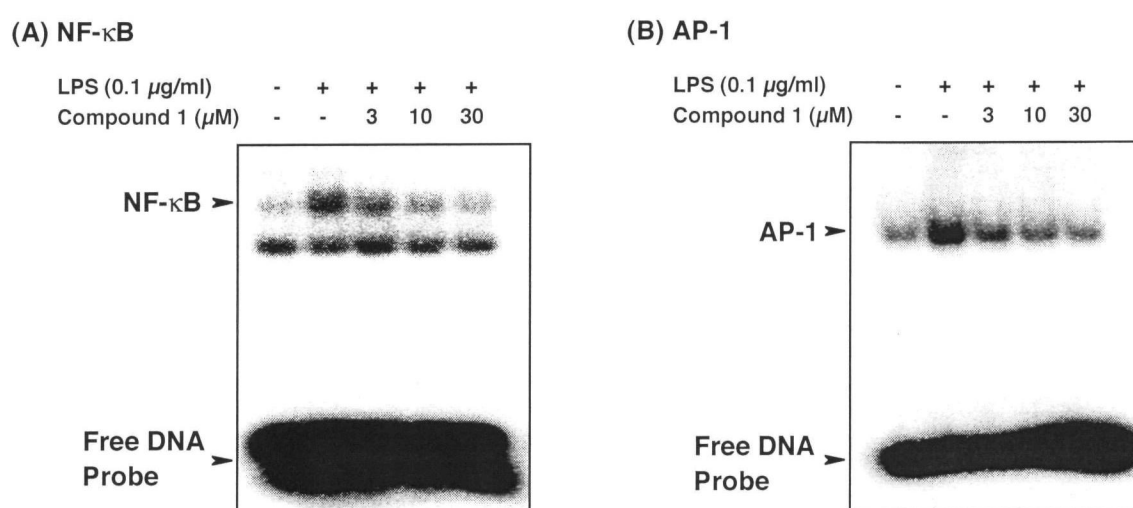 (A) NF-κB
LPS (0.1 µg/ml) - + + + +
Compound 1 (µM) - - 3 10 30
NF-κB
Free DNA
Probe
(B) AP-1
LPS (0.1 µg/ml) - + + + +
Compound 1 (µM) - - 3 10 30
AP-1
Free DNA
Probe